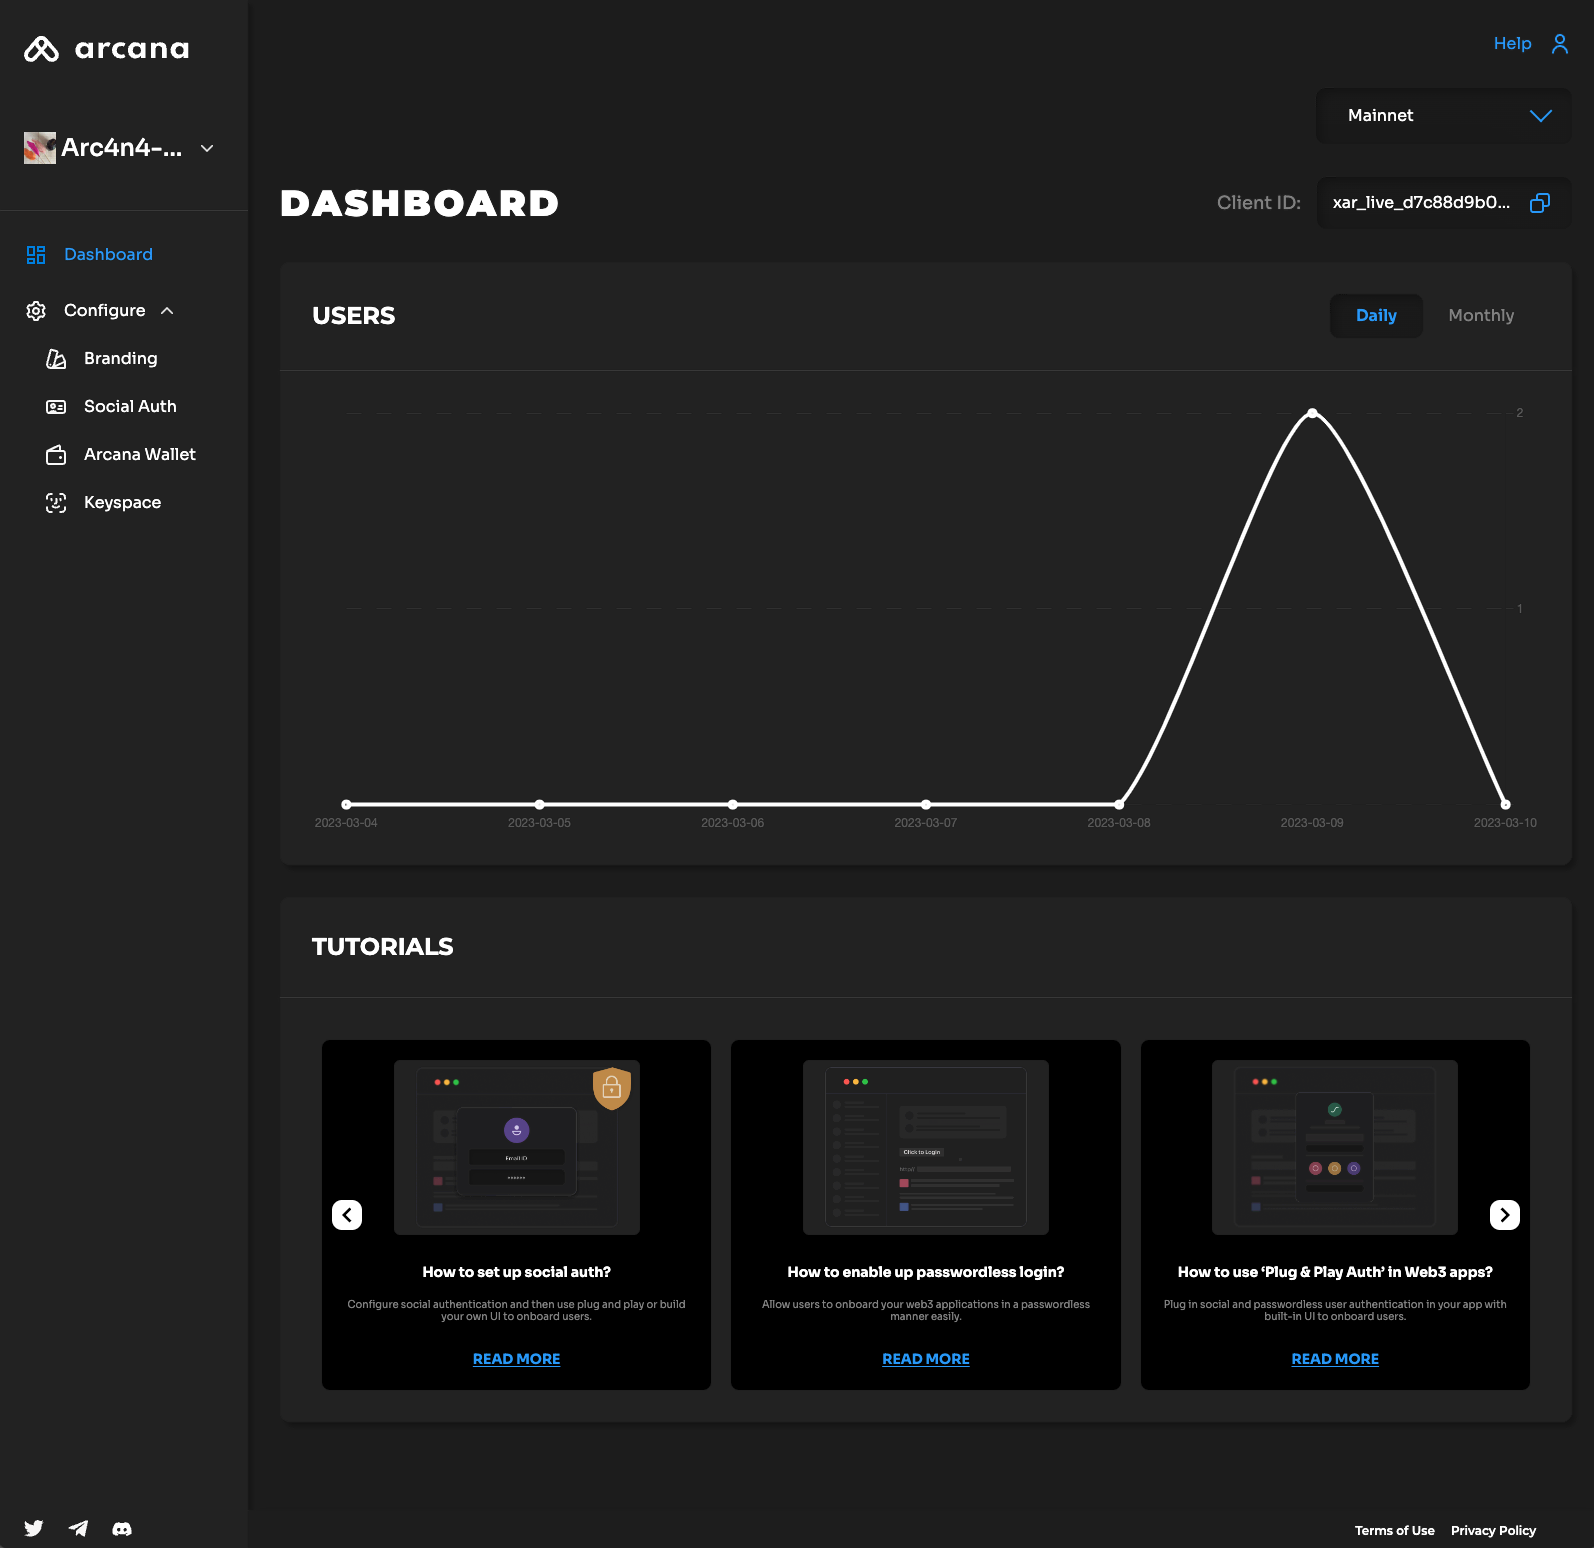 arcana
Help
Mainnet
Arc4n4-...
DASHBOARD
Client ID:
xar_live_d7c88d9b0...
Dashboard
Configure
Branding
Social Auth
Arcana Wallet
Keyspace
USERS
Daily
Monthly
2
1
2023-03-04
2023-03-05
2023-03-06
2023-03-07
2023-03-08
2023-03-09
2023-03-10
TUTORIALS
Email ID
******
How to set up social auth?
Configure social authentication and then use plug and play or build
your own UI to onboard users.
READ MORE
Click to Login
http://
How to enable up passwordless login?
Allow users to onboard your web3 applications in a passwordless
manner easily.
READ MORE
How to use ‘Plug & Play Auth’ in Web3 apps?
Plug in social and passwordless user authentication in your app with
built-in UI to onboard users.
READ MORE
Terms of Use
Privacy Policy